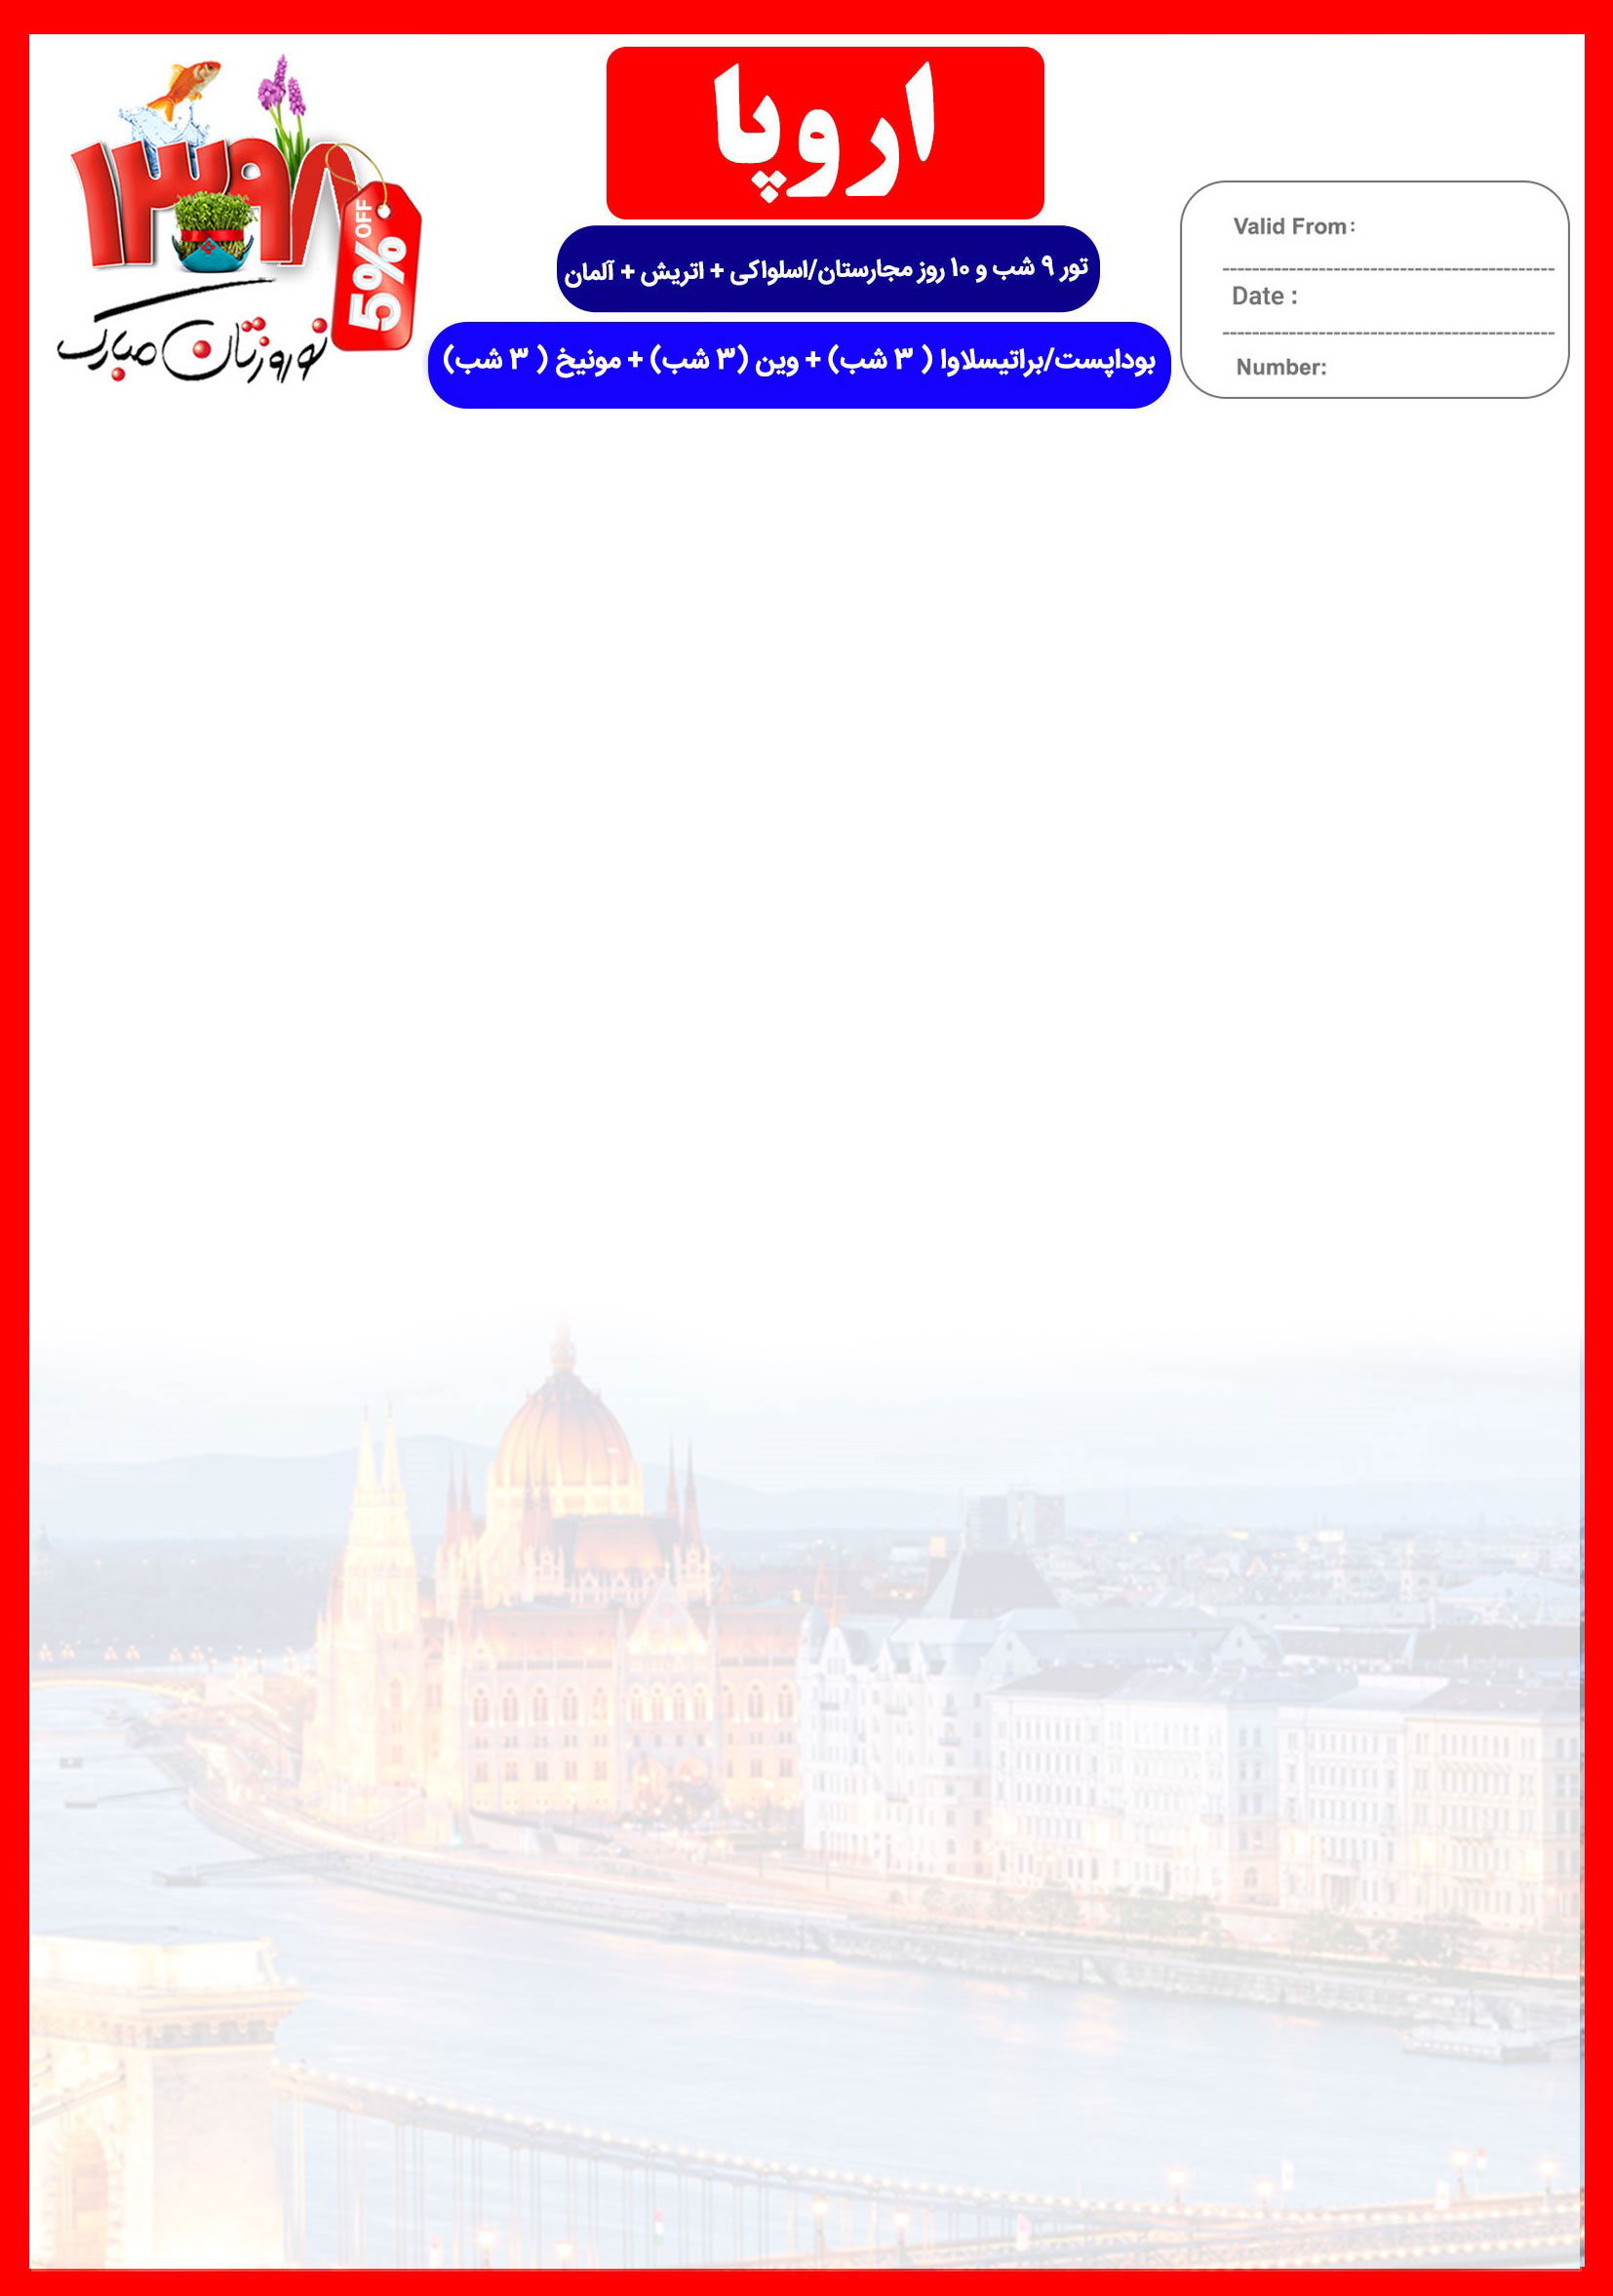 اروپا
تور ۹ شب و ۱۰ روز مجارستان/اسلواکی + اتریش + آلمان
بوداپست/براتیسلاوا ( ۳ شب) + وین (۳ شب) + مونیخ ( ۳ شب)
۱۳۹۸
نوروزتان مبارک
5% OFF
Valid From:
Date :
Number: